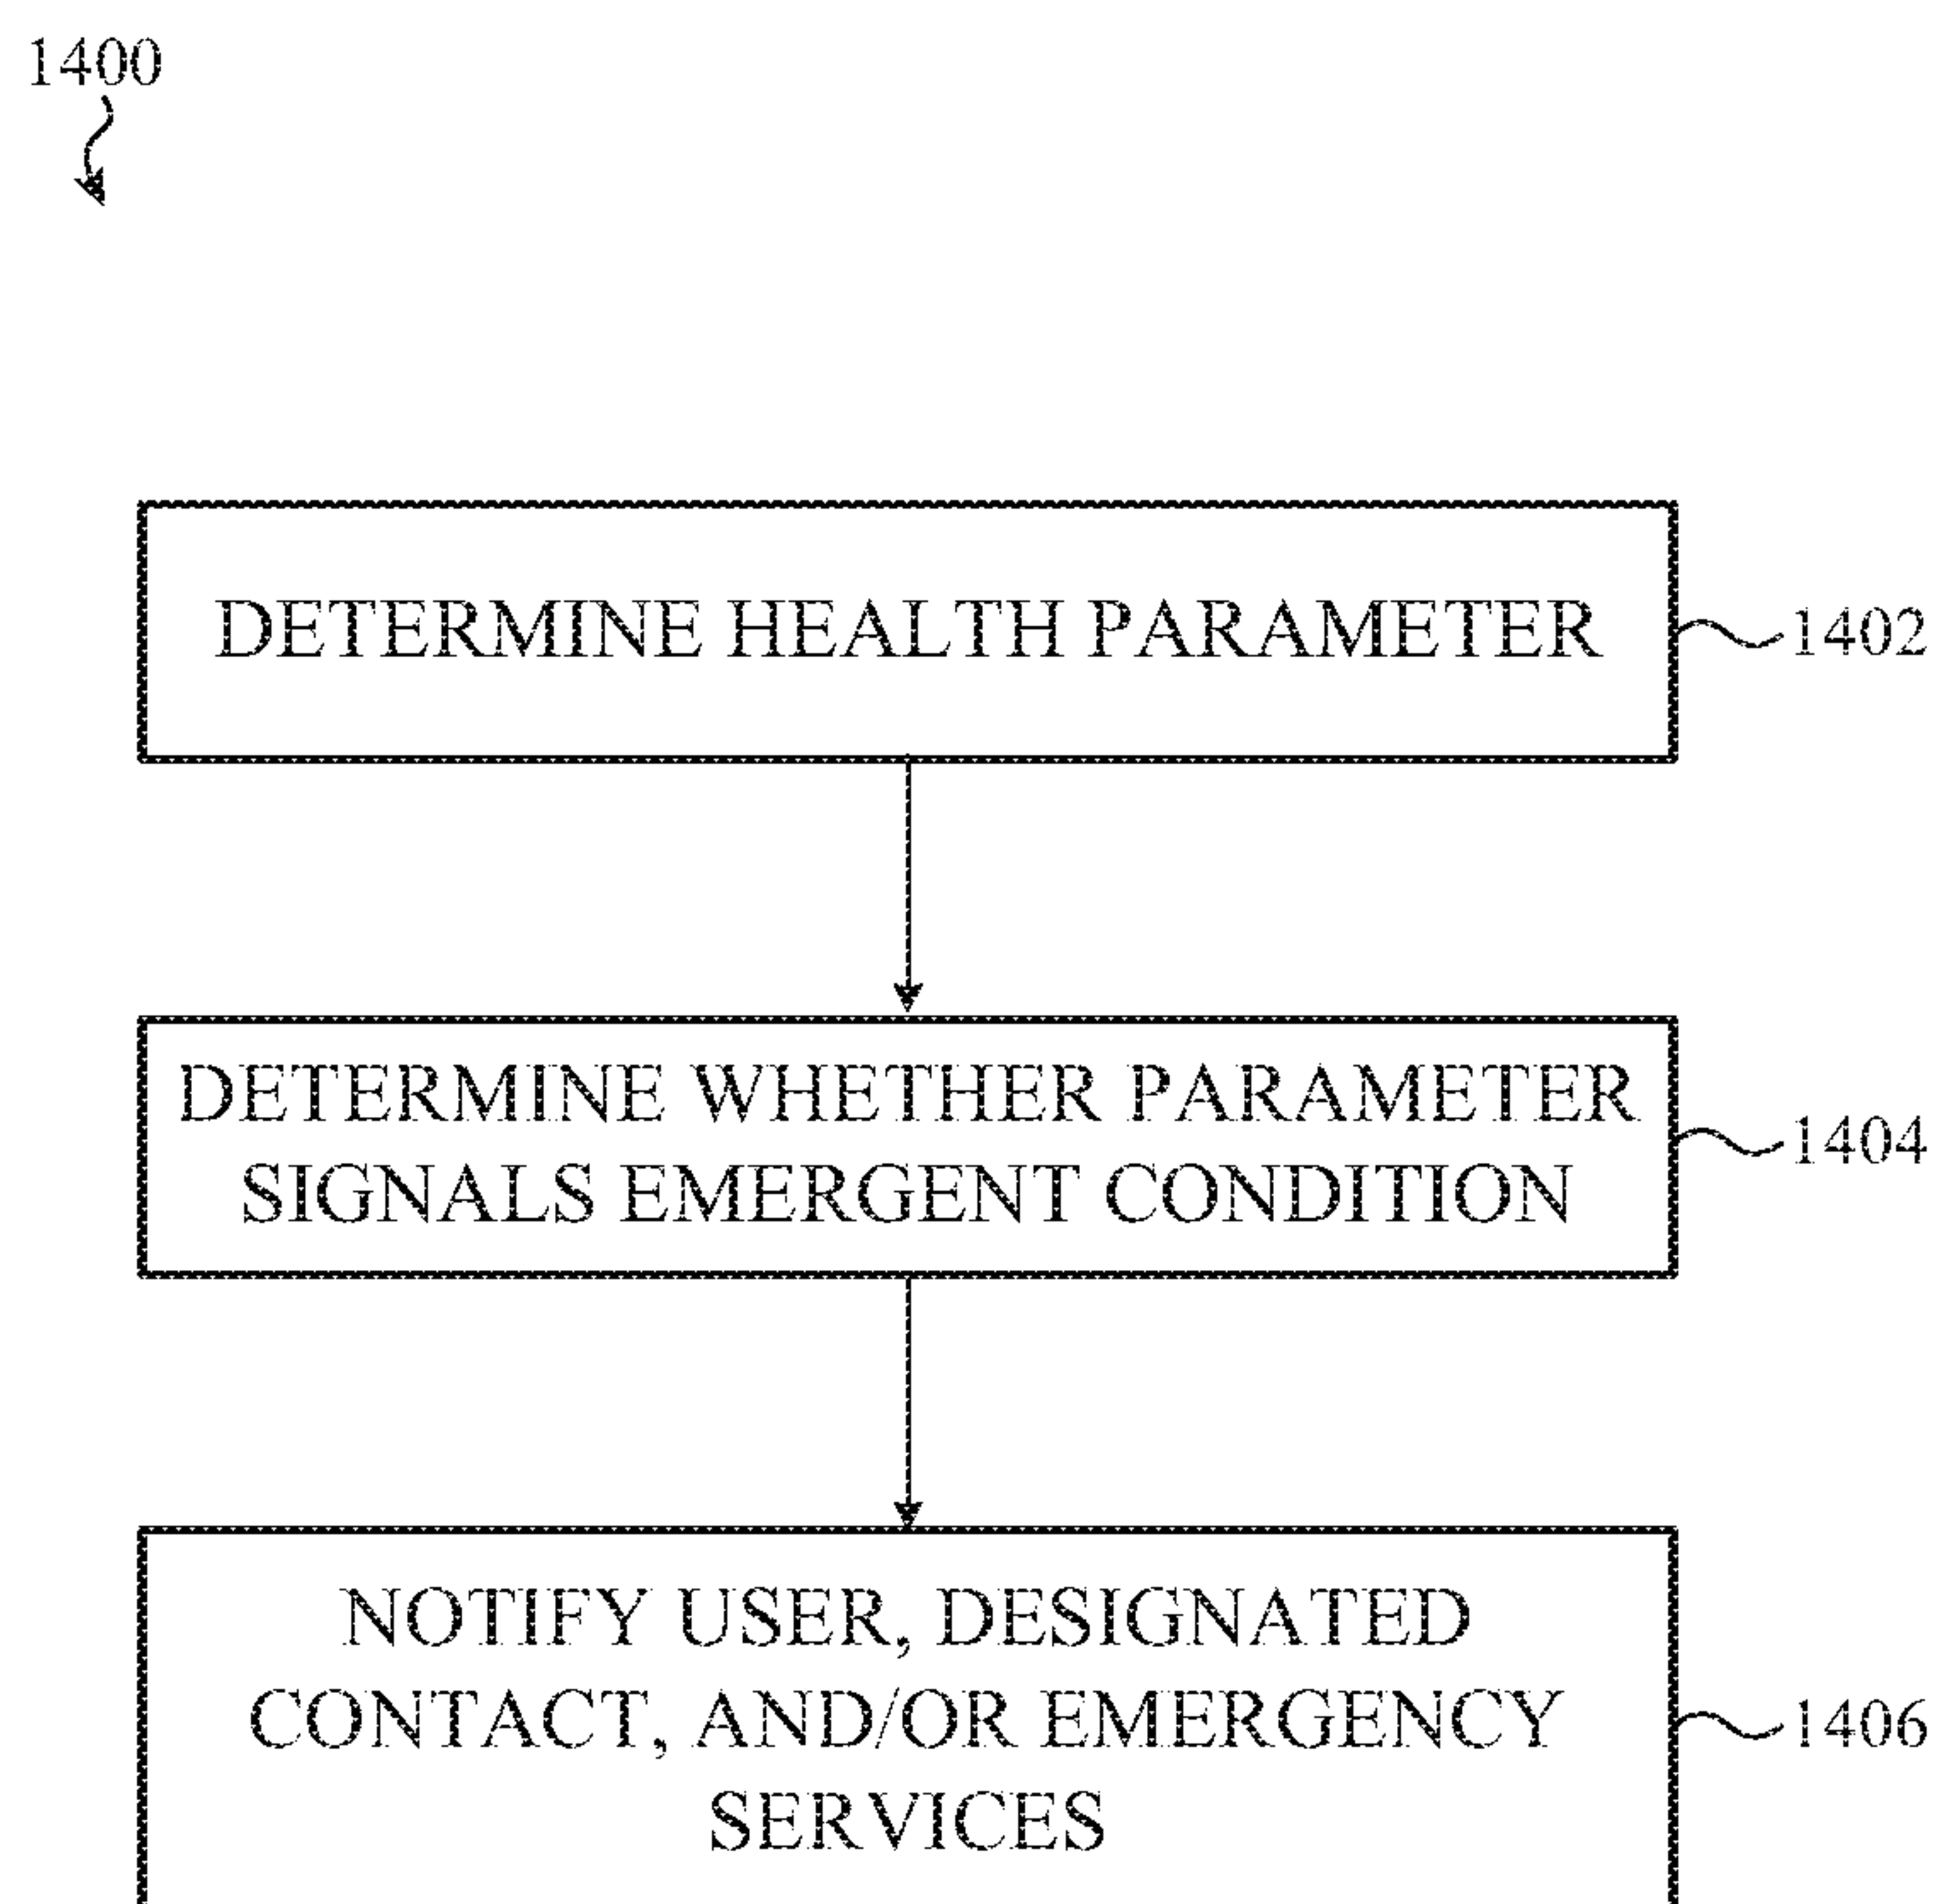 1400
DETERMINE HEALTH PARAMETER
1402
DETERMINE WHETHER PARAMETER
SIGNALS EMERGENT CONDITION
1404
NOTIFY USER, DESIGNATED
CONTACT, AND/OR EMERGENCY
SERVICES
1406